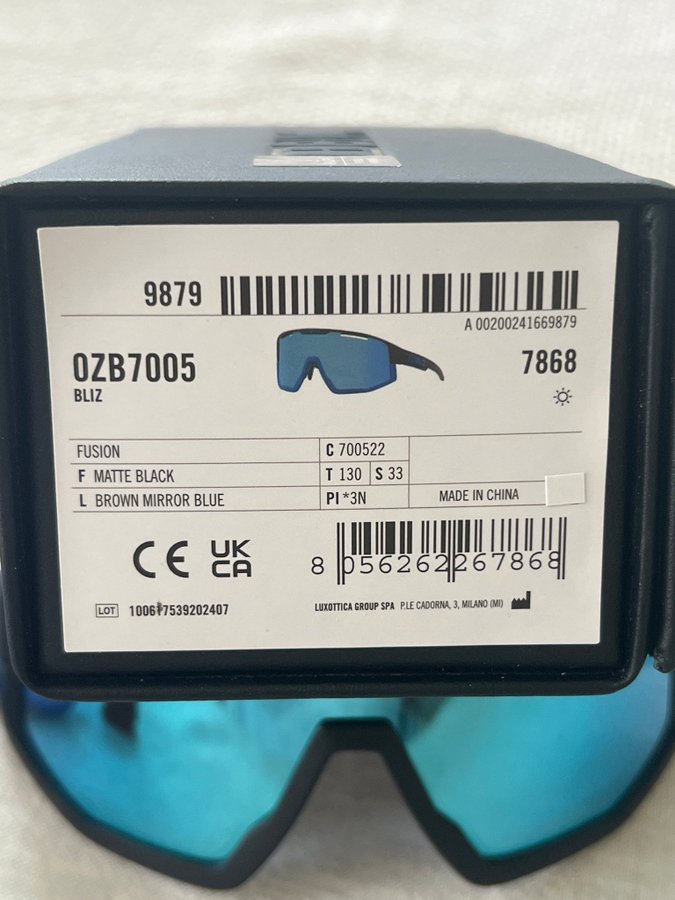 9879
A 00200241669879
0ZB7005
7868
BLIZ
FUSION
C 700522
F MATTE BLACK
T 130
S 33
L BROWN MIRROR BLUE
PI *3N
MADE IN CHINA
CE
UK
CA
8 056262 267868
LOT
LUXOTTICA GROUP SPA P.LE CADORNA, 3, MILANO (MI)